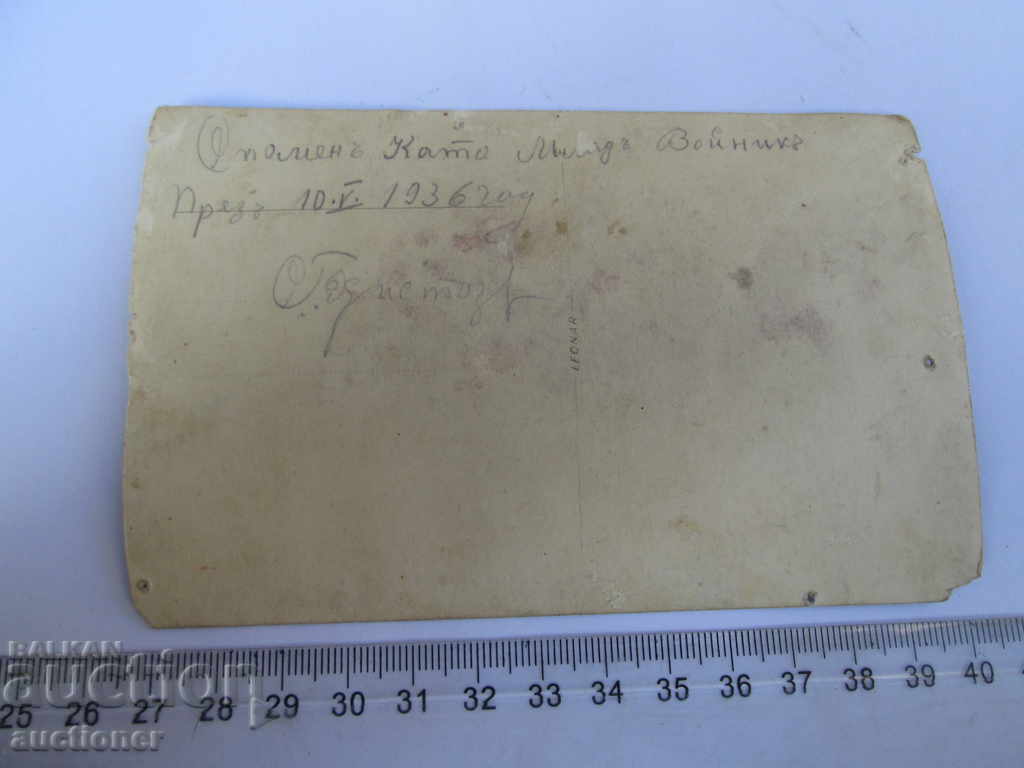 Споменъ Като Младъ Войникъ
Презъ 10.V. 1936 год.
LEONAR
BALKAN
auction
auctioner
25 26 27 28 29 30 31 32 33 34 35 36 37 38 39 40